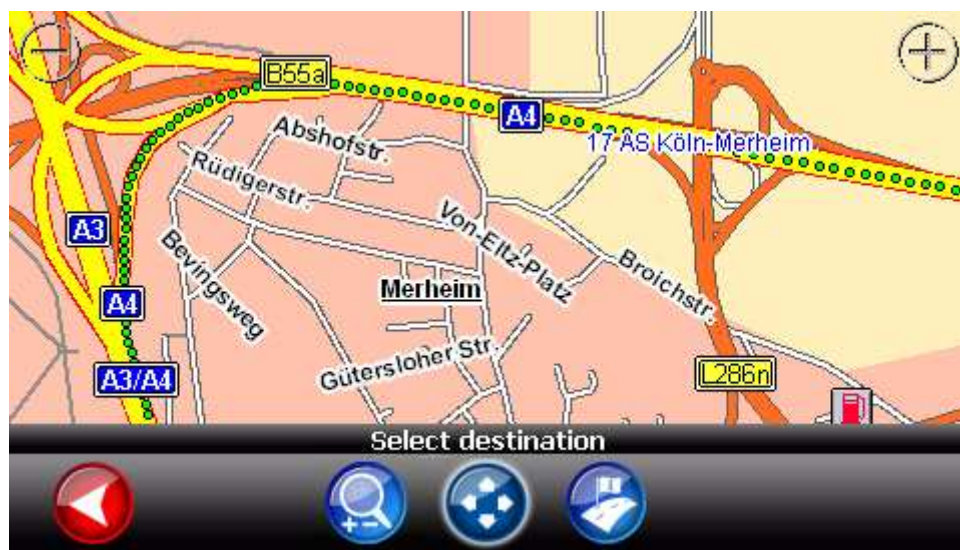 B55a
A4
17 AS Köln-Merheim
Abshofstr.
Rüdigerstr.
A3
Von-Eltz-Platz
Bevingsweg
Broichstr.
Merheim
A4
Gütersloher Str.
A3/A4
L286n
Select destination